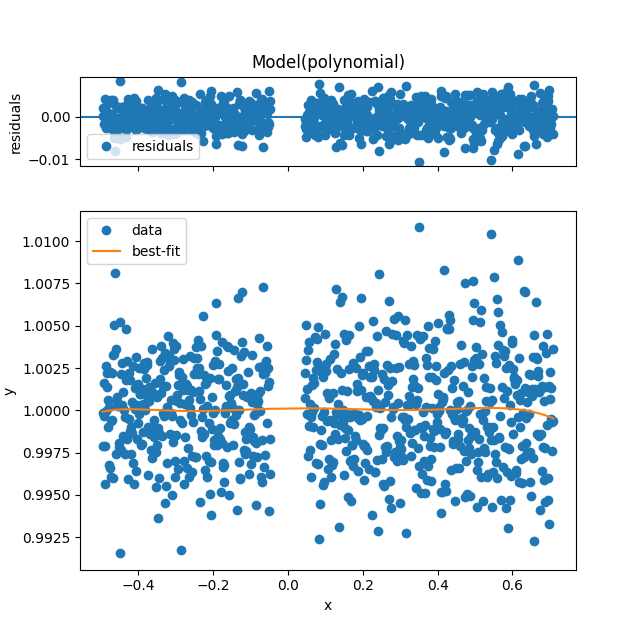 Model(polynomial)
residuals
0.00
−0.01
residuals
data
best-fit
y
1.0100
1.0075
1.0050
1.0025
1.0000
0.9975
0.9950
0.9925
−0.4
−0.2
0.0
0.2
0.4
0.6
x